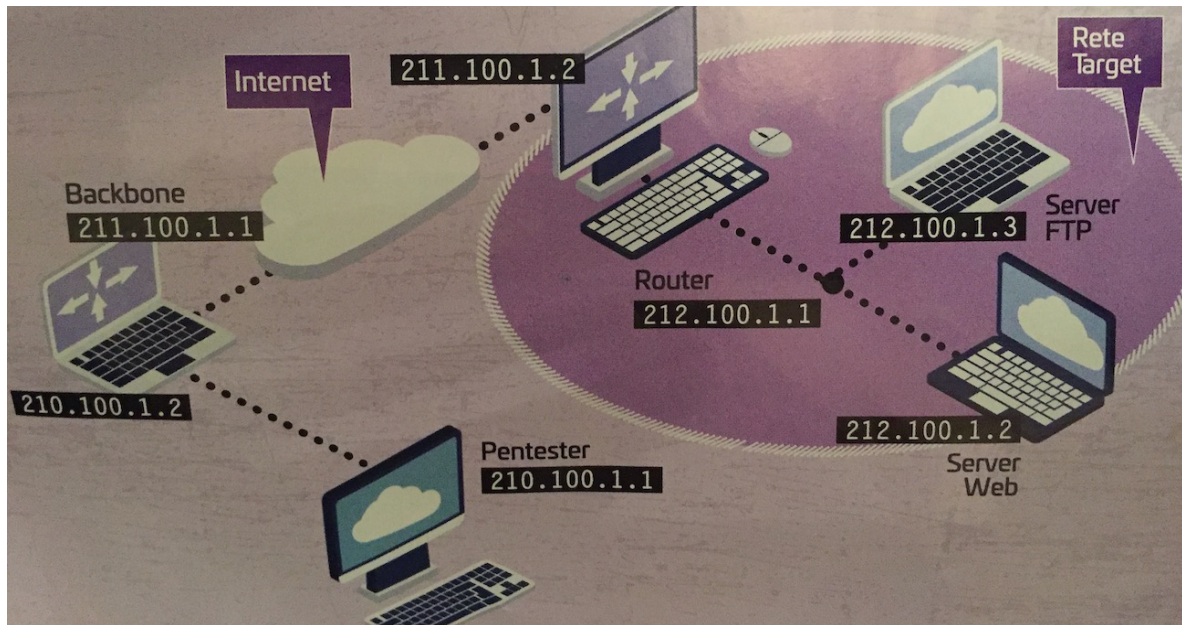 Internet
211.100.1.2
Rete
Target
Backbone
211.100.1.1
Server
FTP
212.100.1.3
Router
212.100.1.1
210.100.1.2
212.100.1.2
Server
Web
Pentester
210.100.1.1